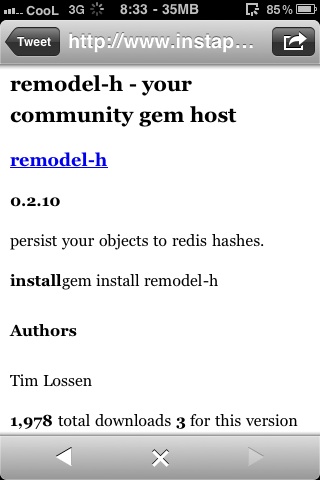 CooL 3G 8:33 - 35MB 85%
Tweet http://www.instap...
remodel-h - your
community gem host
remodel-h
0.2.10
persist your objects to redis hashes.
installgem install remodel-h
Authors
Tim Lossen
1,978 total downloads 3 for this version